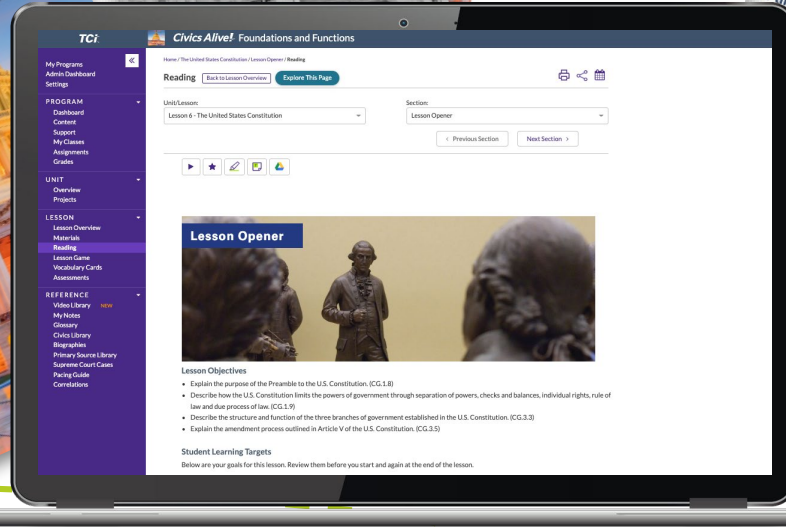 TCi
Civics Alive! Foundations and Functions
My Programs
Admin Dashboard
Settings
PROGRAM
Dashboard
Content
Support
My Classes
Assignments
Grades
UNIT
Overview
Projects
LESSON
Lesson Overview
Materials
Reading
Lesson Game
Vocabulary Cards
Assessments
REFERENCE
Video Library NEW
My Notes
Glossary
Civics Library
Biographies
Primary Source Library
Supreme Court Cases
Pacing Guide
Correlations
Home / The United States Constitution / Lesson Opener / Reading
Reading Back to Lesson Overview Explore This Page
Unit/Lesson: Section:
Lesson 6 - The United States Constitution Lesson Opener
< Previous Section Next Section >
Lesson Opener
Lesson Objectives
• Explain the purpose of the Preamble to the U.S. Constitution. (CG.1.8)
• Describe how the U.S. Constitution limits the powers of government through separation of powers, checks and balances, individual rights, rule of
law and due process of law. (CG.1.9)
• Describe the structure and function of the three branches of government established in the U.S. Constitution. (CG.3.3)
• Explain the amendment process outlined in Article V of the U.S. Constitution. (CG.3.5)
Student Learning Targets
Below are your goals for this lesson. Review them before you start and again at the end of the lesson.